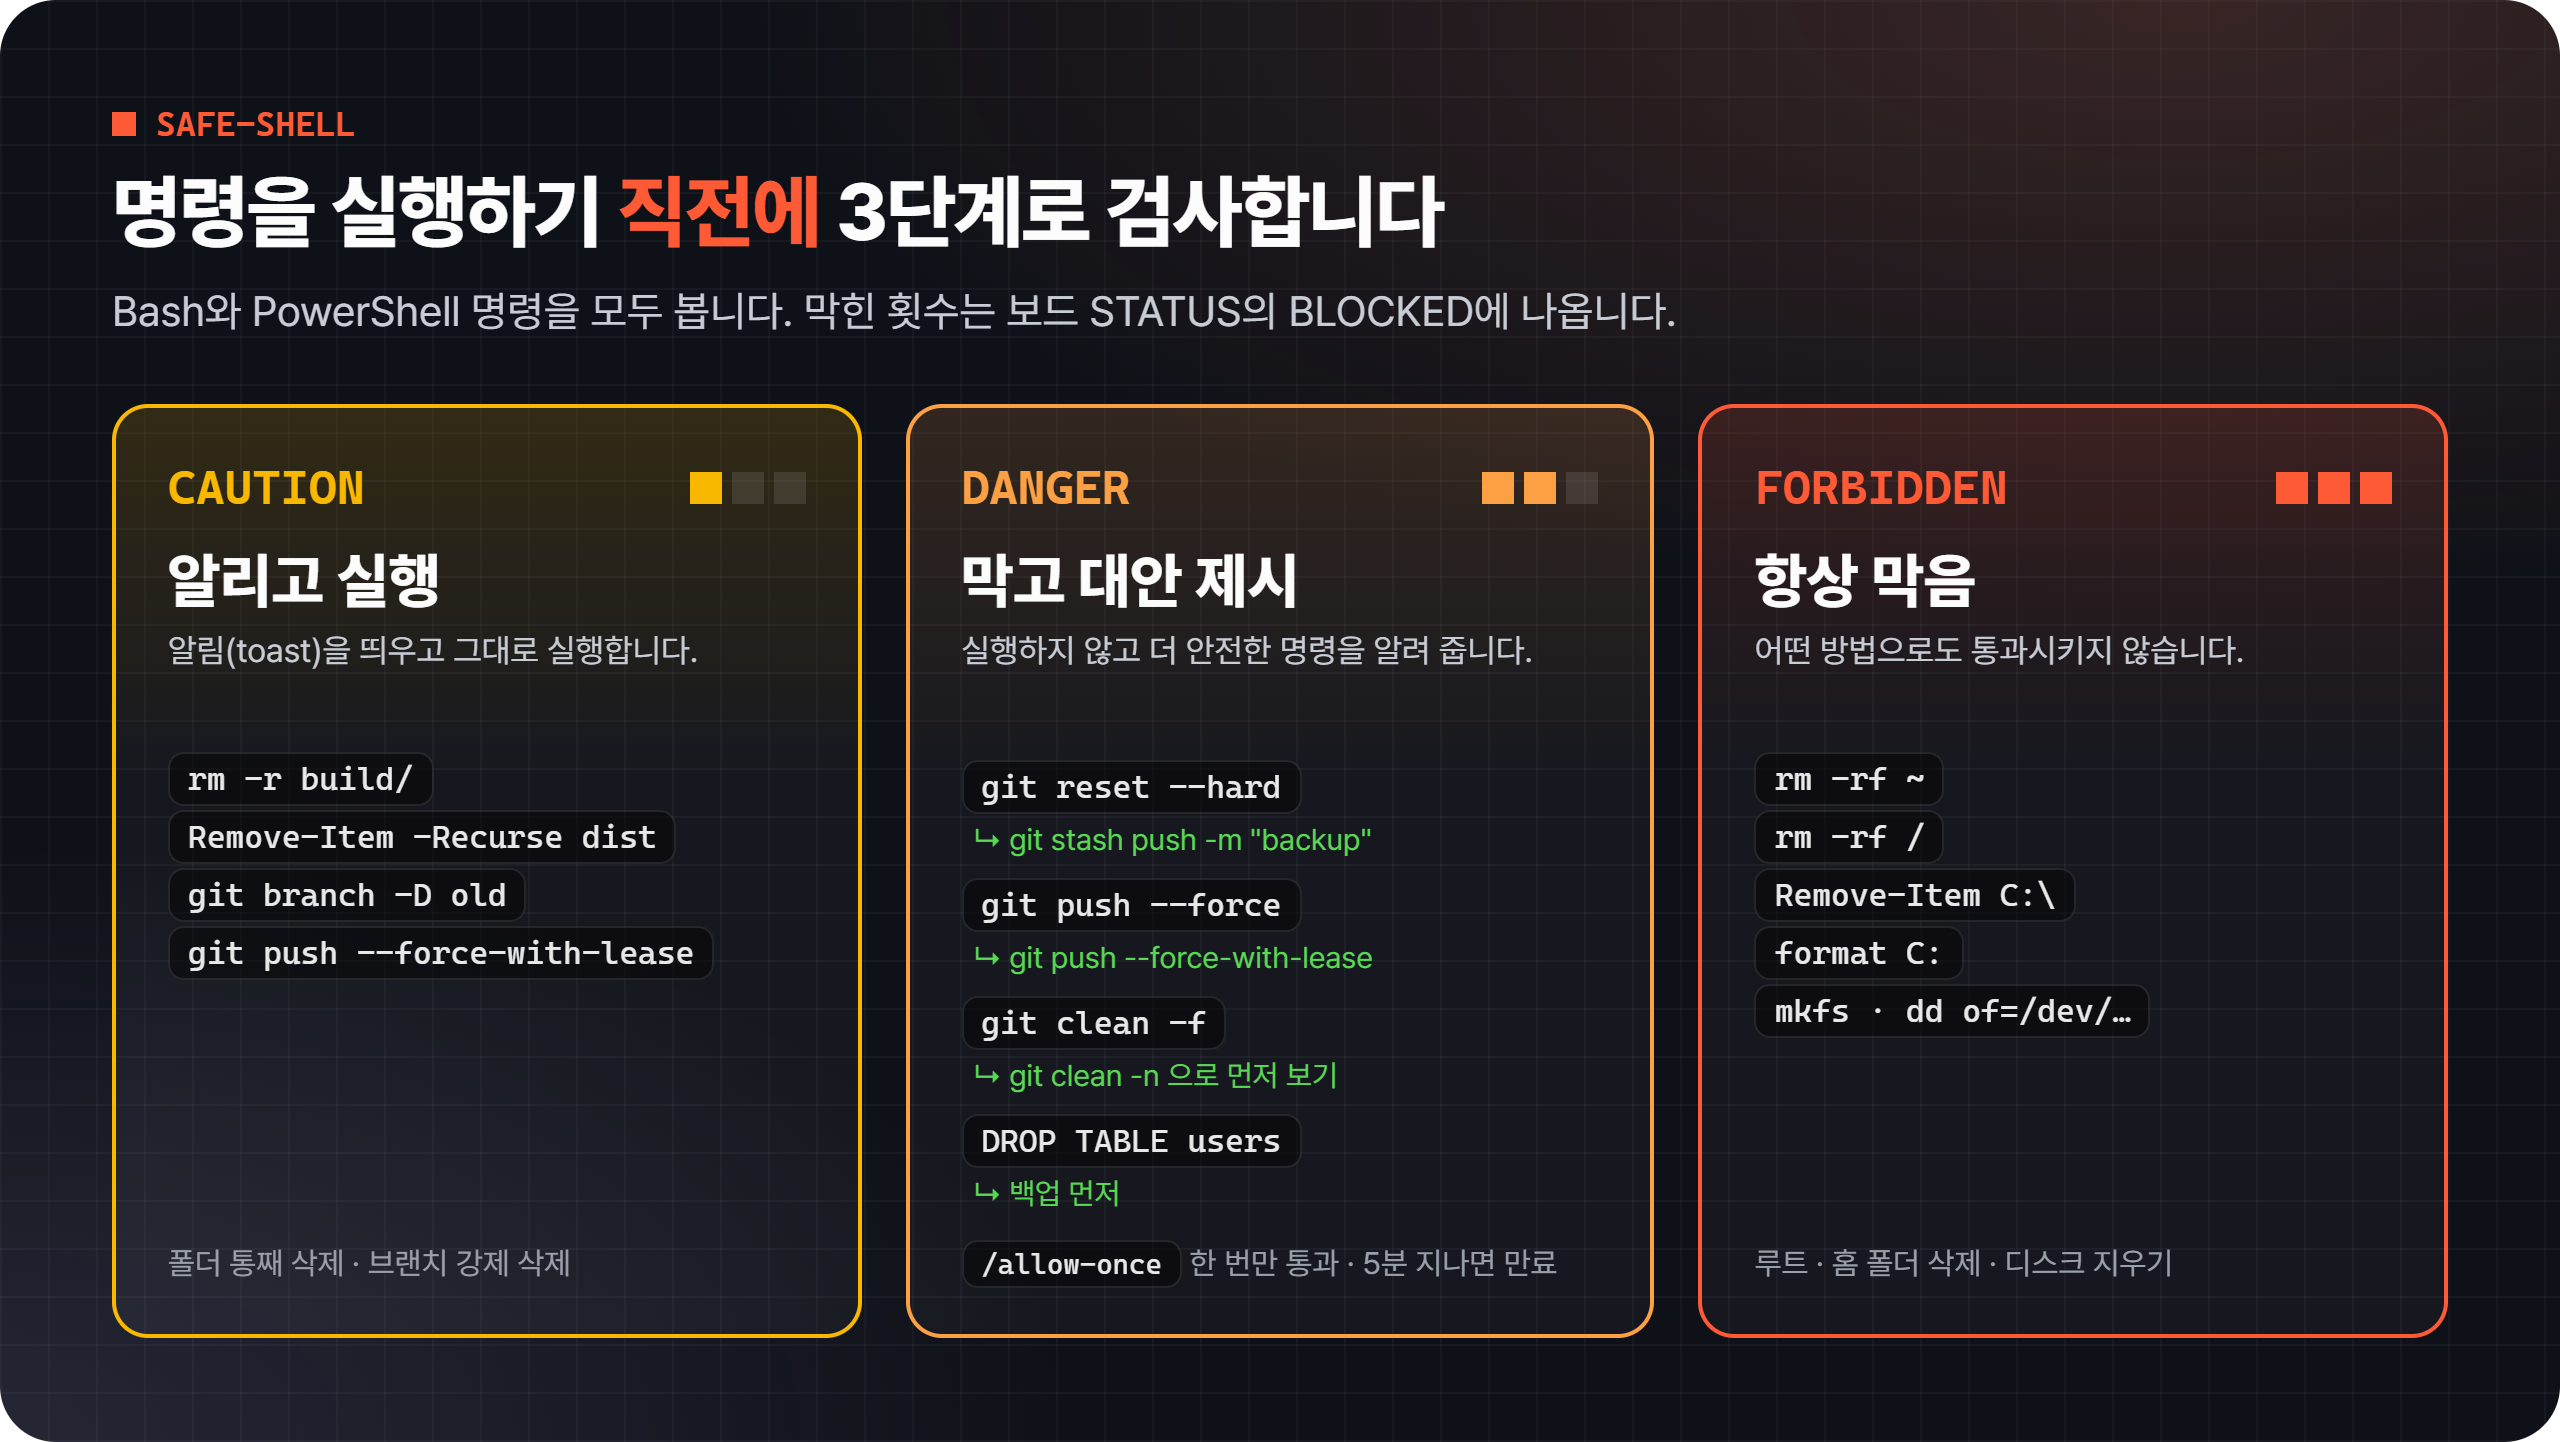 SAFE-SHELL
명령을 실행하기 직전에 3단계로 검사합니다
Bash와 PowerShell 명령을 모두 봅니다. 막힌 횟수는 보드 STATUS의 BLOCKED에 나옵니다.
CAUTION
알리고 실행
알림(toast)을 띄우고 그대로 실행합니다.
rm -r build/
Remove-Item -Recurse dist
git branch -D old
git push --force-with-lease
폴더 통째 삭제 · 브랜치 강제 삭제
DANGER
막고 대안 제시
실행하지 않고 더 안전한 명령을 알려 줍니다.
git reset --hard
↳ git stash push -m "backup"
git push --force
↳ git push --force-with-lease
git clean -f
↳ git clean -n 으로 먼저 보기
DROP TABLE users
↳ 백업 먼저
/allow-once 한 번만 통과 · 5분 지나면 만료
FORBIDDEN
항상 막음
어떤 방법으로도 통과시키지 않습니다.
rm -rf ~
rm -rf /
Remove-Item C:\
format C:
mkfs · dd of=/dev/…
루트 · 홈 폴더 삭제 · 디스크 지우기